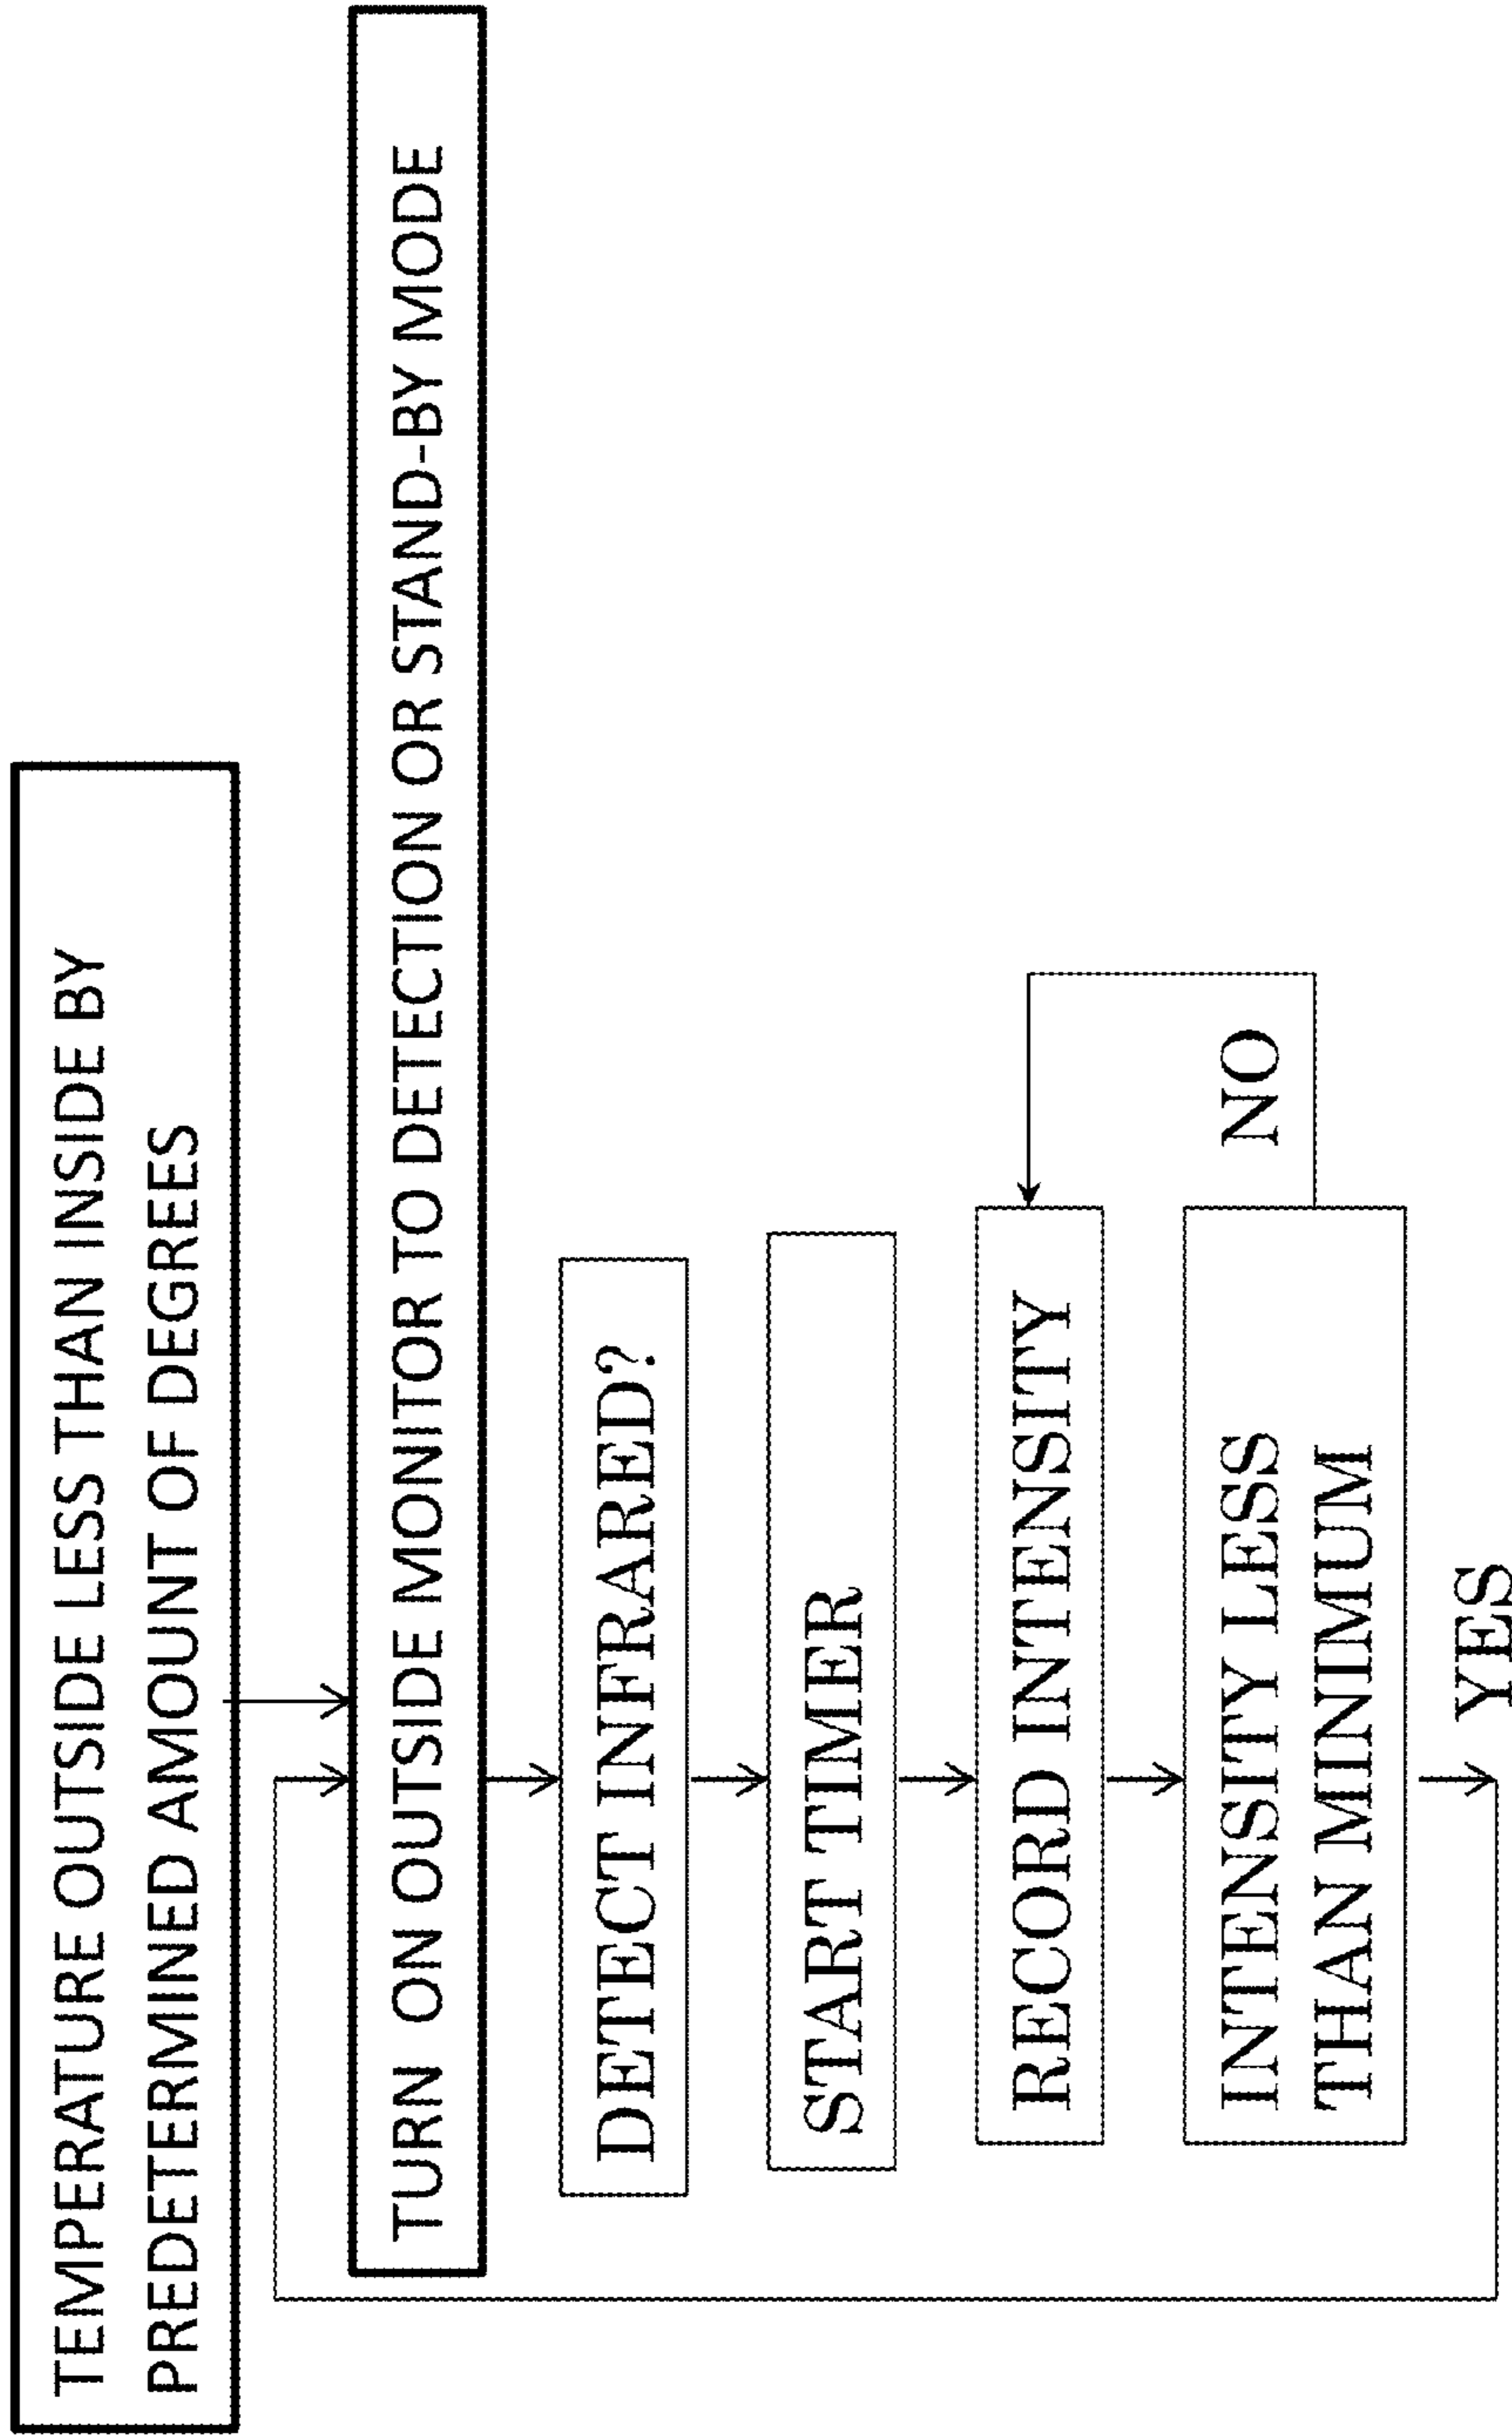 TEMPERATURE OUTSIDE LESS THAN INSIDE BY
PREDETERMINED AMOUNT OF DEGREES
TURN ON OUTSIDE MONITOR TO DETECTION OR STAND-BY MODE
DETECT INFRARED?
START TIMER
RECORD INTENSITY
INTENSITY LESS
THAN MINIMUM
NO
YES